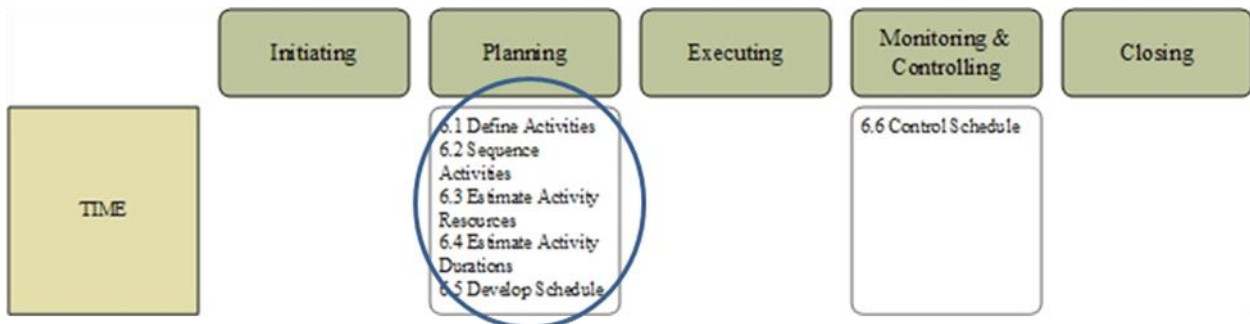 Initiating
Planning
Executing
Monitoring &
Controlling
Closing
TIME
6.1 Define Activities
6.2 Sequence
Activities
6.3 Estimate Activity
Resources
6.4 Estimate Activity
Durations
6.5 Develop Schedule
6.6 Control Schedule